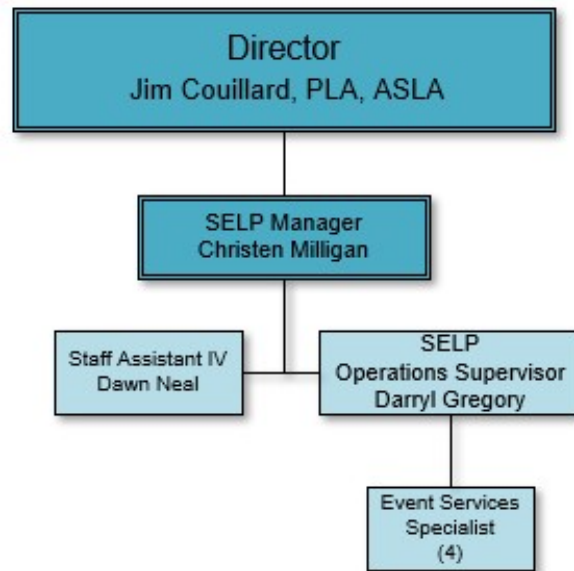 Director
Jim Couillard, PLA, ASLA
SELP Manager
Christen Milligan
Staff Assistant IV
Dawn Neal
SELP
Operations Supervisor
Darryl Gregory
Event Services
Specialist
(4)